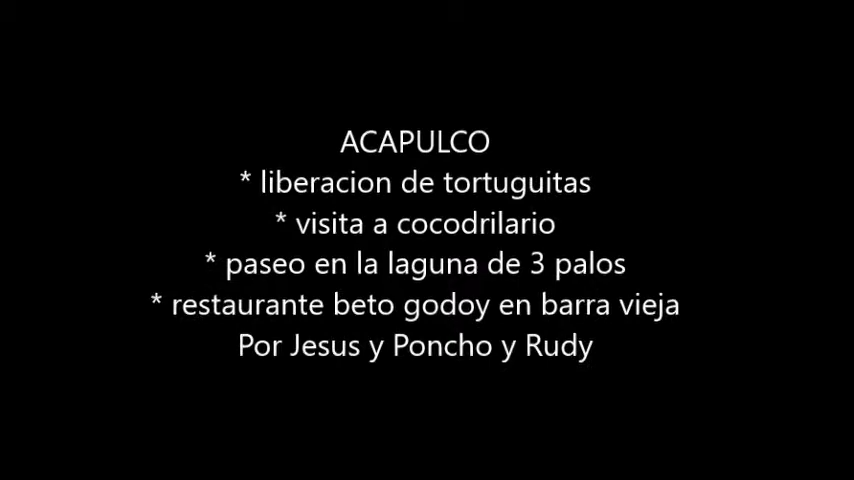 ACAPULCO
* liberacion de tortuguitas
* visita a cocodrilario
* paseo en la laguna de 3 palos
* restaurante beto godoy en barra vieja
Por Jesus y Poncho y Rudy